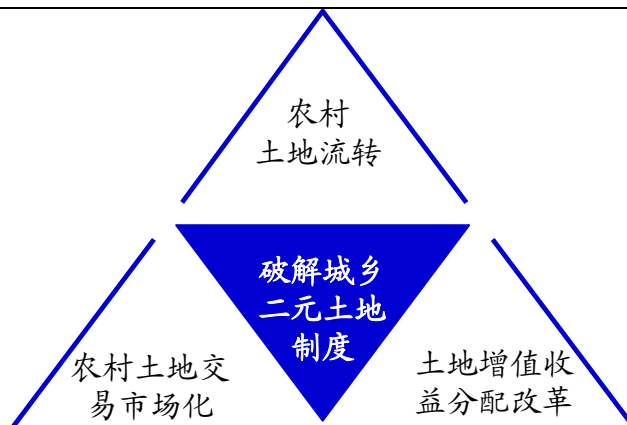 农村
土地流转
破解城乡
二元土地
制度
农村土地交
易市场化
土地增值收
益分配改革